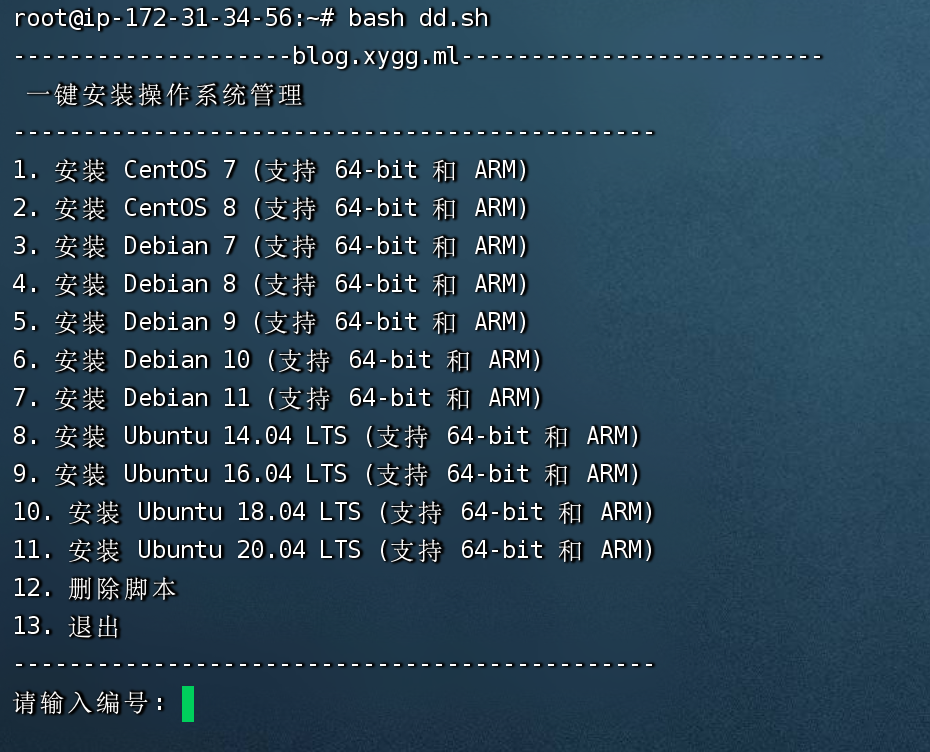 root@ip-172-31-34-56:~# bash dd.sh
--------------------blog.xygg.ml--------------------------
一键安装操作系统管理
----------------------------------------------
1. 安装 CentOS 7 (支持 64-bit 和 ARM)
2. 安装 CentOS 8 (支持 64-bit 和 ARM)
3. 安装 Debian 7 (支持 64-bit 和 ARM)
4. 安装 Debian 8 (支持 64-bit 和 ARM)
5. 安装 Debian 9 (支持 64-bit 和 ARM)
6. 安装 Debian 10 (支持 64-bit 和 ARM)
7. 安装 Debian 11 (支持 64-bit 和 ARM)
8. 安装 Ubuntu 14.04 LTS (支持 64-bit 和 ARM)
9. 安装 Ubuntu 16.04 LTS (支持 64-bit 和 ARM)
10. 安装 Ubuntu 18.04 LTS (支持 64-bit 和 ARM)
11. 安装 Ubuntu 20.04 LTS (支持 64-bit 和 ARM)
12. 删除脚本
13. 退出
----------------------------------------------
请输入编号: